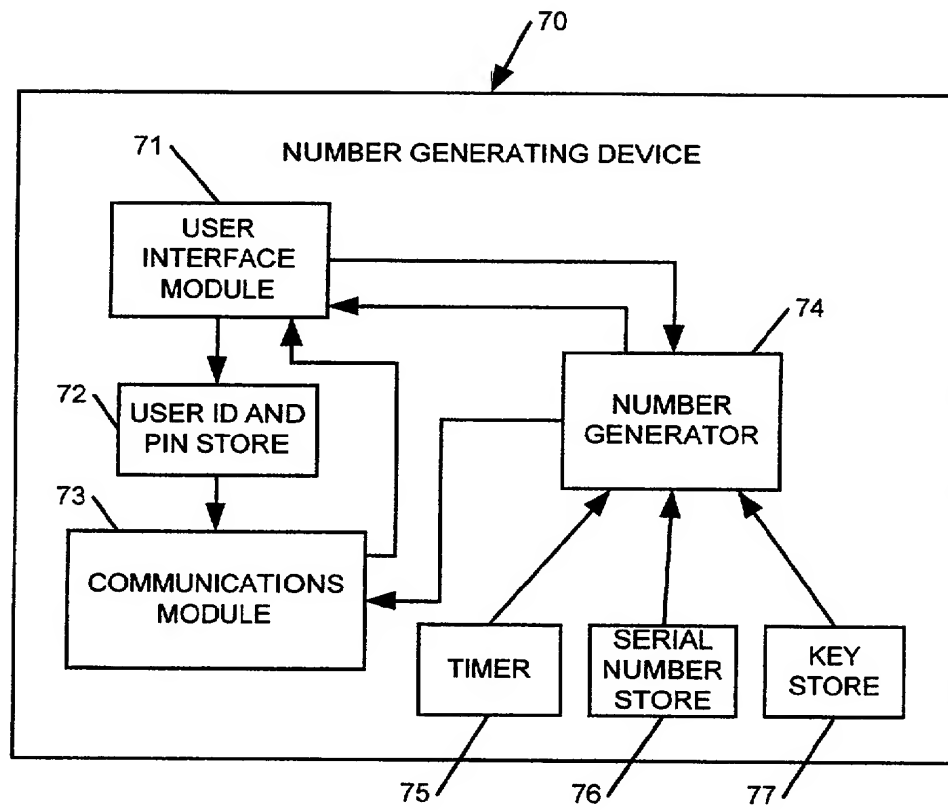 70
NUMBER GENERATING DEVICE
71
USER
INTERFACE
MODULE
74
72
USER ID AND
PIN STORE
NUMBER
GENERATOR
73
COMMUNICATIONS
MODULE
TIMER
SERIAL
NUMBER
STORE
KEY
STORE
75
76
77